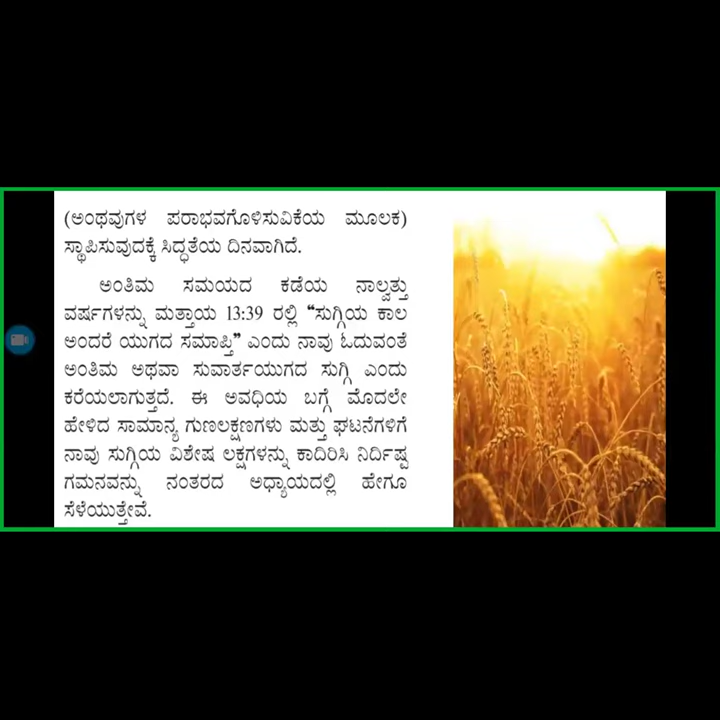 (ಅಂಥವುಗಳ ಪರಾಭವಗೊಳಿಸುವಿಕೆಯ ಮೂಲಕ)
ಸ್ಥಾಪಿಸುವುದಕ್ಕೆ ಸಿದ್ಧತೆಯ ದಿನವಾಗಿದೆ.
ಅಂತಿಮ ಸಮಯದ ಕಡೆಯ ನಾಲ್ವತ್ತು
ವರ್ಷಗಳನ್ನು ಮತ್ತಾಯ 13:39 ರಲ್ಲಿ “ಸುಗ್ಗಿಯ ಕಾಲ
ಅಂದರೆ ಯುಗದ ಸಮಾಪ್ತಿ” ಎಂದು ನಾವು ಓದುವಂತೆ
ಅಂತಿಮ ಅಥವಾ ಸುವಾರ್ತಯುಗದ ಸುಗ್ಗಿ ಎಂದು
ಕರೆಯಲಾಗುತ್ತದೆ. ಈ ಅವಧಿಯ ಬಗ್ಗೆ ಮೊದಲೇ
ಹೇಳಿದ ಸಾಮಾನ್ಯ ಗುಣಲಕ್ಷಣಗಳು ಮತ್ತು ಘಟನೆಗಳಿಗೆ
ನಾವು ಸುಗ್ಗಿಯ ವಿಶೇಷ ಲಕ್ಷಗಳನ್ನು ಕಾದಿರಿಸಿ ನಿರ್ದಿಷ್ಟ
ಗಮನವನ್ನು ನಂತರದ ಅಧ್ಯಾಯದಲ್ಲಿ ಹೇಗೂ
ಸೆಳೆಯುತ್ತೇವೆ.